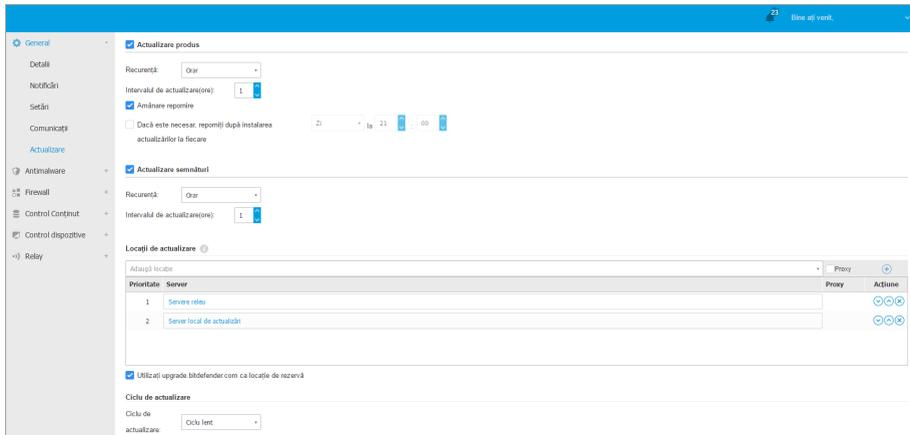 23
Bine ați venit,
General
-
Detalii
Notificări
Setări
Comunicații
Actualizare
Antimalware +
Firewall +
Control Conținut +
Control dispozitive +
Relay +
Actualizare produs
Recurență: Orar
Intervalul de actualizare(ore): 1
Amânare repornire
Dacă este necesar, reporniți după instalarea
actualizărilor la fiecare
Zi la 21 : 00
Actualizare semnături
Recurență: Orar
Intervalul de actualizare(ore): 1
Locații de actualizare i
Adaugă locație Proxy +
Prioritate Server Proxy Acțiune
1 Servere releu
2 Server local de actualizări
Utilizați upgrade.bitdefender.com ca locație de rezervă
Ciclu de actualizare
Ciclu de
actualizare: Ciclu lent